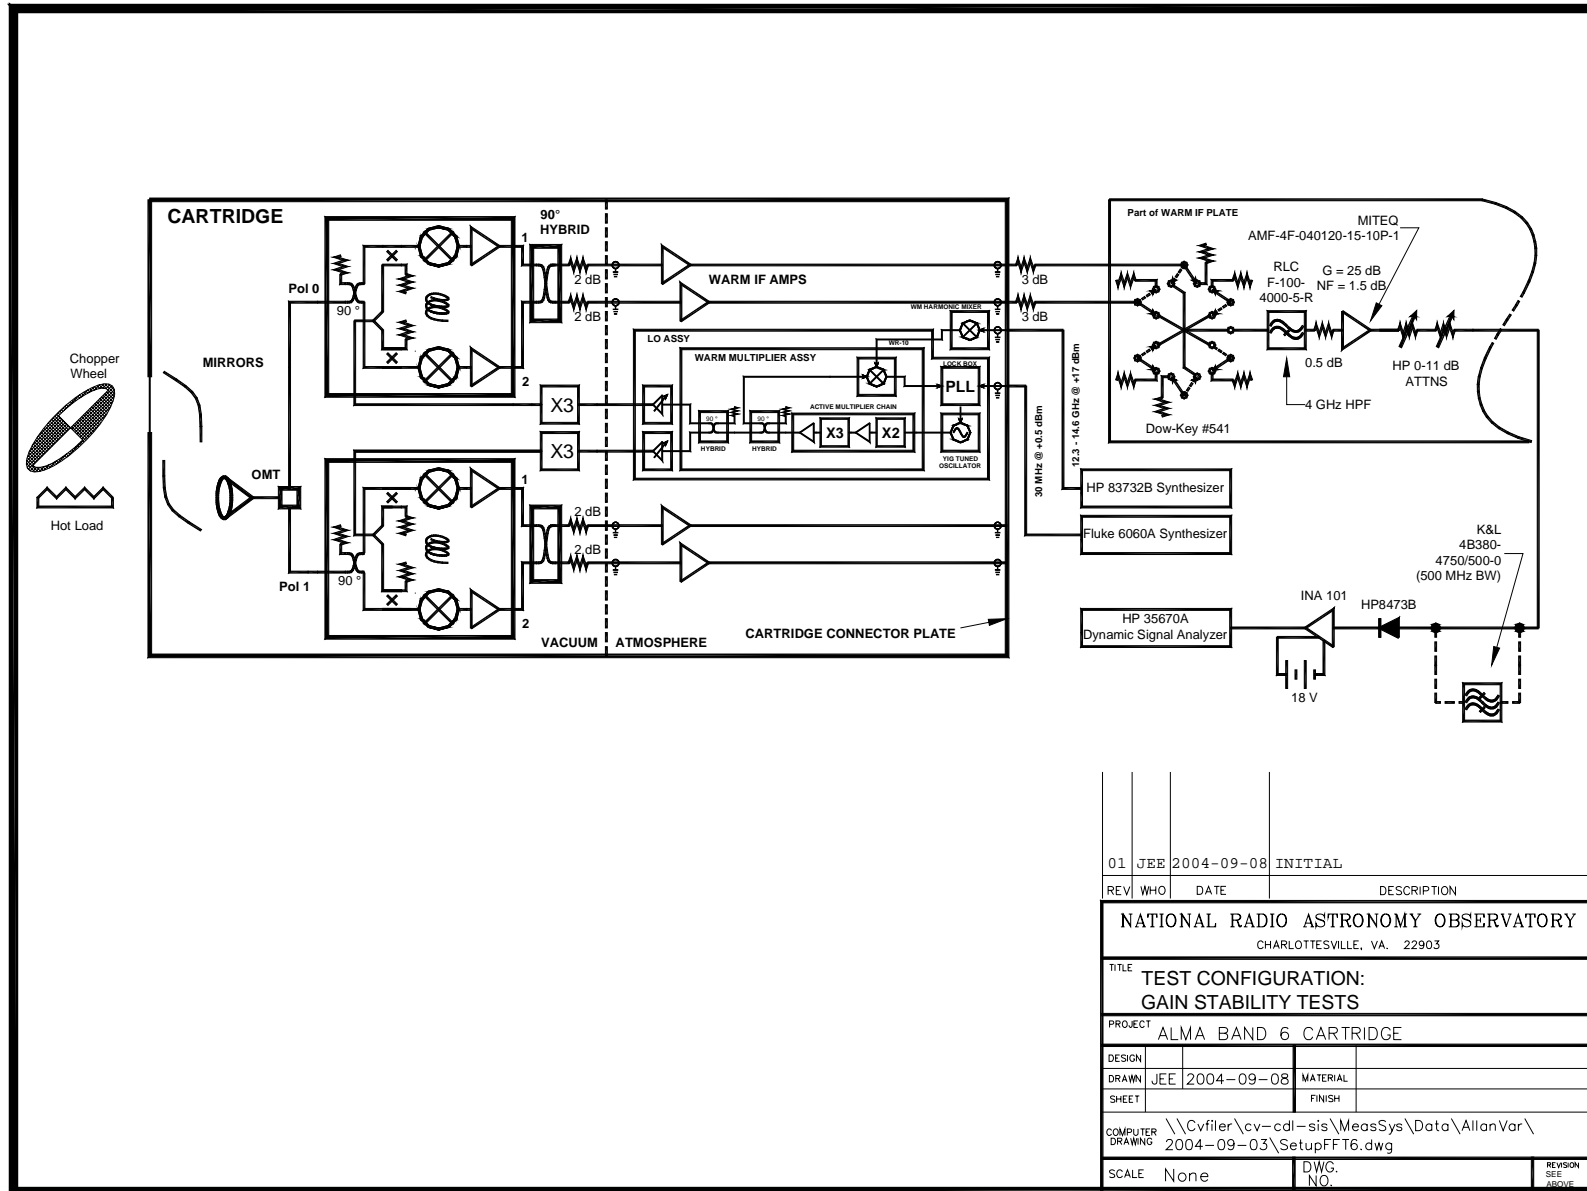 CARTRIDGE
90°
HYBRID
1
2 dB
2 dB
WARM IF AMPS
3 dB
3 dB
Pol 0
90 °
2
MIRRORS
Chopper
Wheel
Hot Load
OMT
X3
X3
LO ASSY
WARM MULTIPLIER ASSY
WR-10
WM HARMONIC MIXER
LOCK BOX
PLL
ACTIVE MULTIPLIER CHAIN
90 °
HYBRID
90 °
HYBRID
X3
X2
YIG TUNED
OSCILLATOR
30 MHz @ +0.5 dBm
12.3 - 14.6 GHz @ +17 dBm
1
2 dB
2 dB
Pol 1
90 °
2
VACUUM
ATMOSPHERE
CARTRIDGE CONNECTOR PLATE
Part of WARM IF PLATE
MITEQ
AMF-4F-040120-15-10P-1
RLC
F-100-
4000-5-R
G = 25 dB
NF = 1.5 dB
0.5 dB
HP 0-11 dB
ATTNS
4 GHz HPF
Dow-Key #541
HP 83732B Synthesizer
Fluke 6060A Synthesizer
K&L
4B380-
4750/500-0
(500 MHz BW)
INA 101
HP8473B
HP 35670A
Dynamic Signal Analyzer
18 V
01 JEE 2004-09-08 INITIAL
REV WHO DATE DESCRIPTION
NATIONAL RADIO ASTRONOMY OBSERVATORY
CHARLOTTESVILLE, VA. 22903
TITLE TEST CONFIGURATION:
GAIN STABILITY TESTS
PROJECT ALMA BAND 6 CARTRIDGE
DESIGN
DRAWN JEE 2004-09-08 MATERIAL
SHEET FINISH
COMPUTER DRAWING \\Cvfiler\cv-cdl-sis\MeasSys\Data\AllanVar\
2004-09-03\SetupFFT6.dwg
SCALE None DWG. NO. REVISION SEE ABOVE